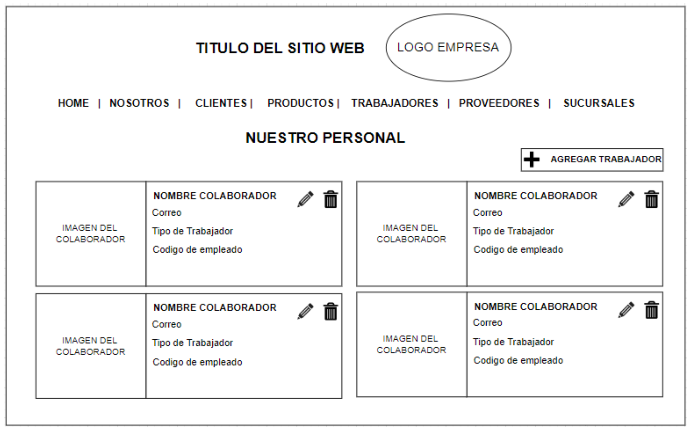 TITULO DEL SITIO WEB
LOGO EMPRESA
HOME | NOSOTROS | CLIENTES | PRODUCTOS | TRABAJADORES | PROVEEDORES | SUCURSALES
NUESTRO PERSONAL
AGREGAR TRABAJADOR
IMAGEN DEL
COLABORADOR
NOMBRE COLABORADOR
Correo
Tipo de Trabajador
Codigo de empleado
IMAGEN DEL
COLABORADOR
NOMBRE COLABORADOR
Correo
Tipo de Trabajador
Codigo de empleado
IMAGEN DEL
COLABORADOR
NOMBRE COLABORADOR
Correo
Tipo de Trabajador
Codigo de empleado
IMAGEN DEL
COLABORADOR
NOMBRE COLABORADOR
Correo
Tipo de Trabajador
Codigo de empleado